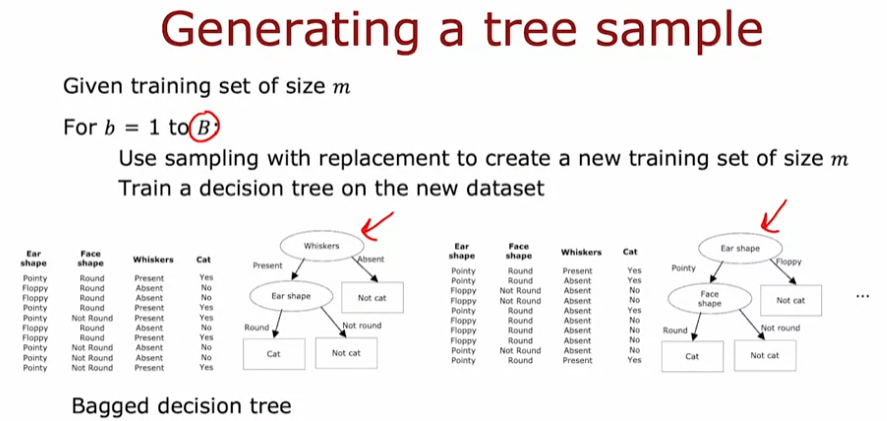 Generating a tree sample
Given training set of size m
For b = 1 to B:
Use sampling with replacement to create a new training set of size m
Train a decision tree on the new dataset
Ear shape Face shape Whiskers Cat
Pointy Round Present Yes
Floppy Round Absent No
Floppy Round Absent No
Pointy Round Present Yes
Pointy Not Round Present Yes
Floppy Round Absent No
Floppy Round Present Yes
Pointy Not Round Absent No
Pointy Not Round Absent No
Pointy Not Round Present Yes
Whiskers
Present
Absent
Ear shape
Not cat
Round
Not round
Cat
Not cat
Ear shape Face shape Whiskers Cat
Pointy Round Present Yes
Pointy Round Absent Yes
Floppy Not Round Absent No
Floppy Not Round Absent No
Pointy Round Present Yes
Floppy Round Absent No
Floppy Round Absent No
Floppy Round Absent No
Pointy Not Round Absent No
Pointy Round Present Yes
Ear shape
Pointy
Floppy
Face shape
Not cat
Round
Not round
Cat
Not cat
...
Bagged decision tree